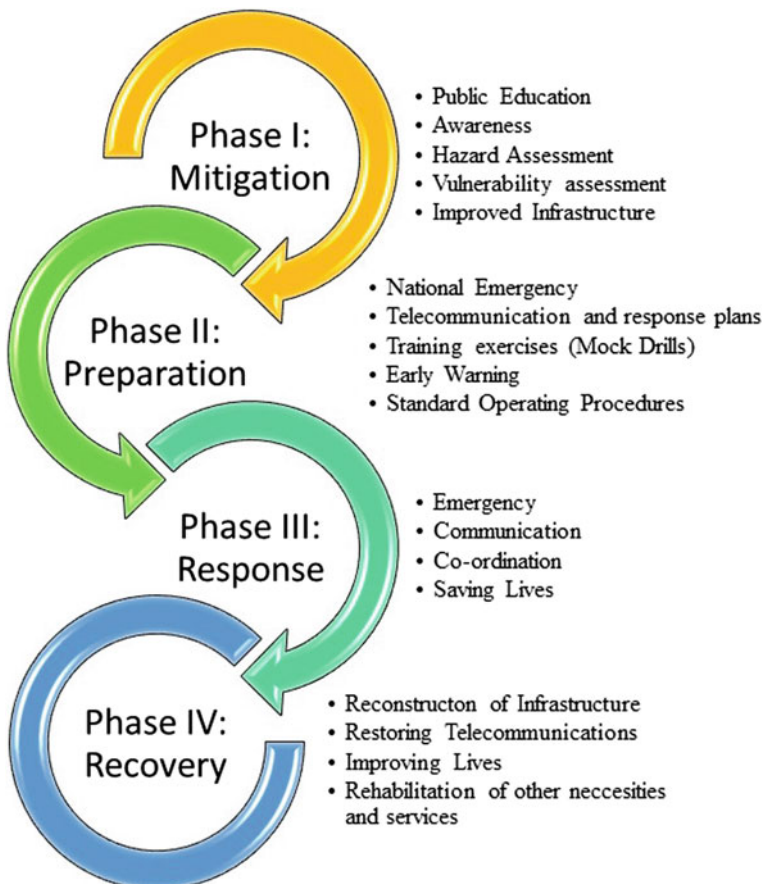 Phase I:
Mitigation
• Public Education
• Awareness
• Hazard Assessment
• Vulnerability assessment
• Improved Infrastructure
Phase II:
Preparation
• National Emergency
• Telecommunication and response plans
• Training exercises (Mock Drills)
• Early Warning
• Standard Operating Procedures
Phase III:
Response
• Emergency
• Communication
• Co-ordination
• Saving Lives
Phase IV:
Recovery
• Reconstructon of Infrastructure
• Restoring Telecommunications
• Improving Lives
• Rehabilitation of other neccesities
and services